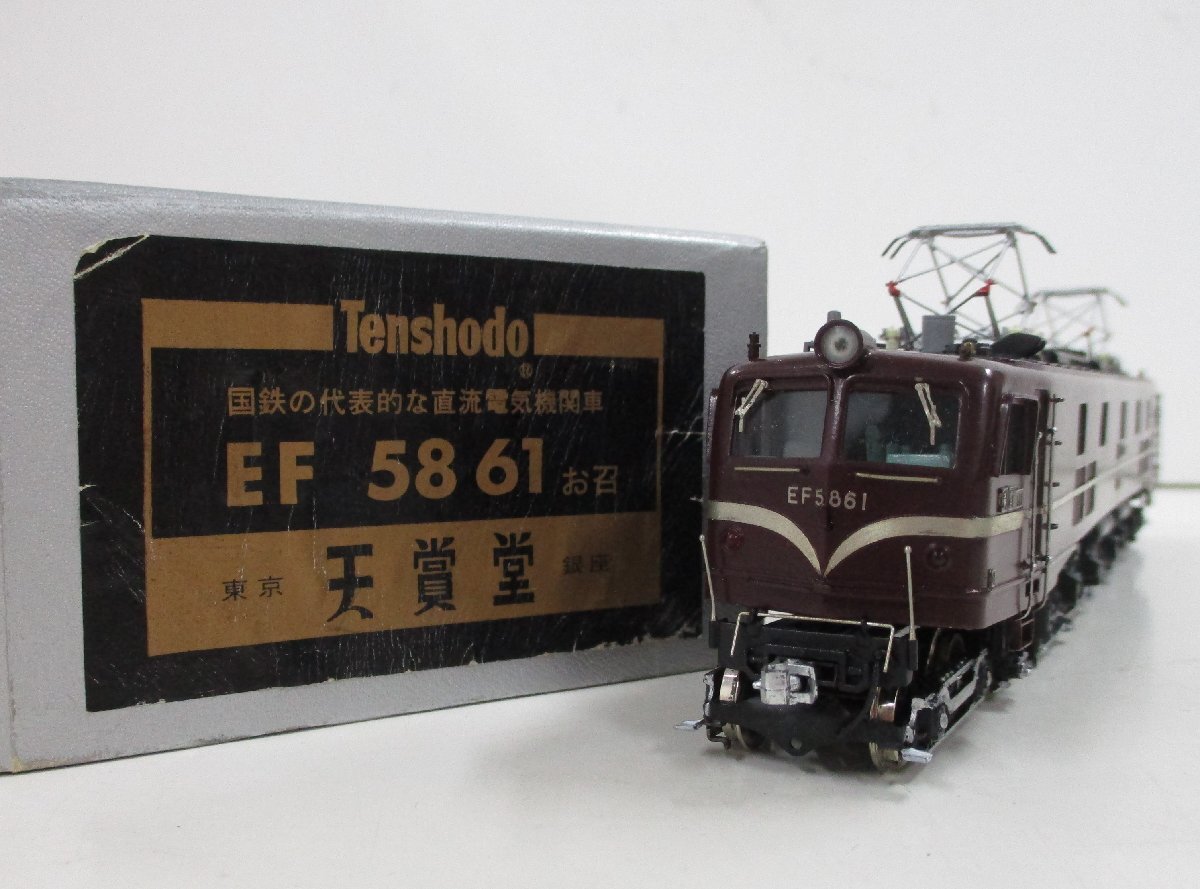 Tenshodo
国鉄の代表的な直流電気機関車
EF 58 61 お召
東京 天賞堂 銀座
EF5861